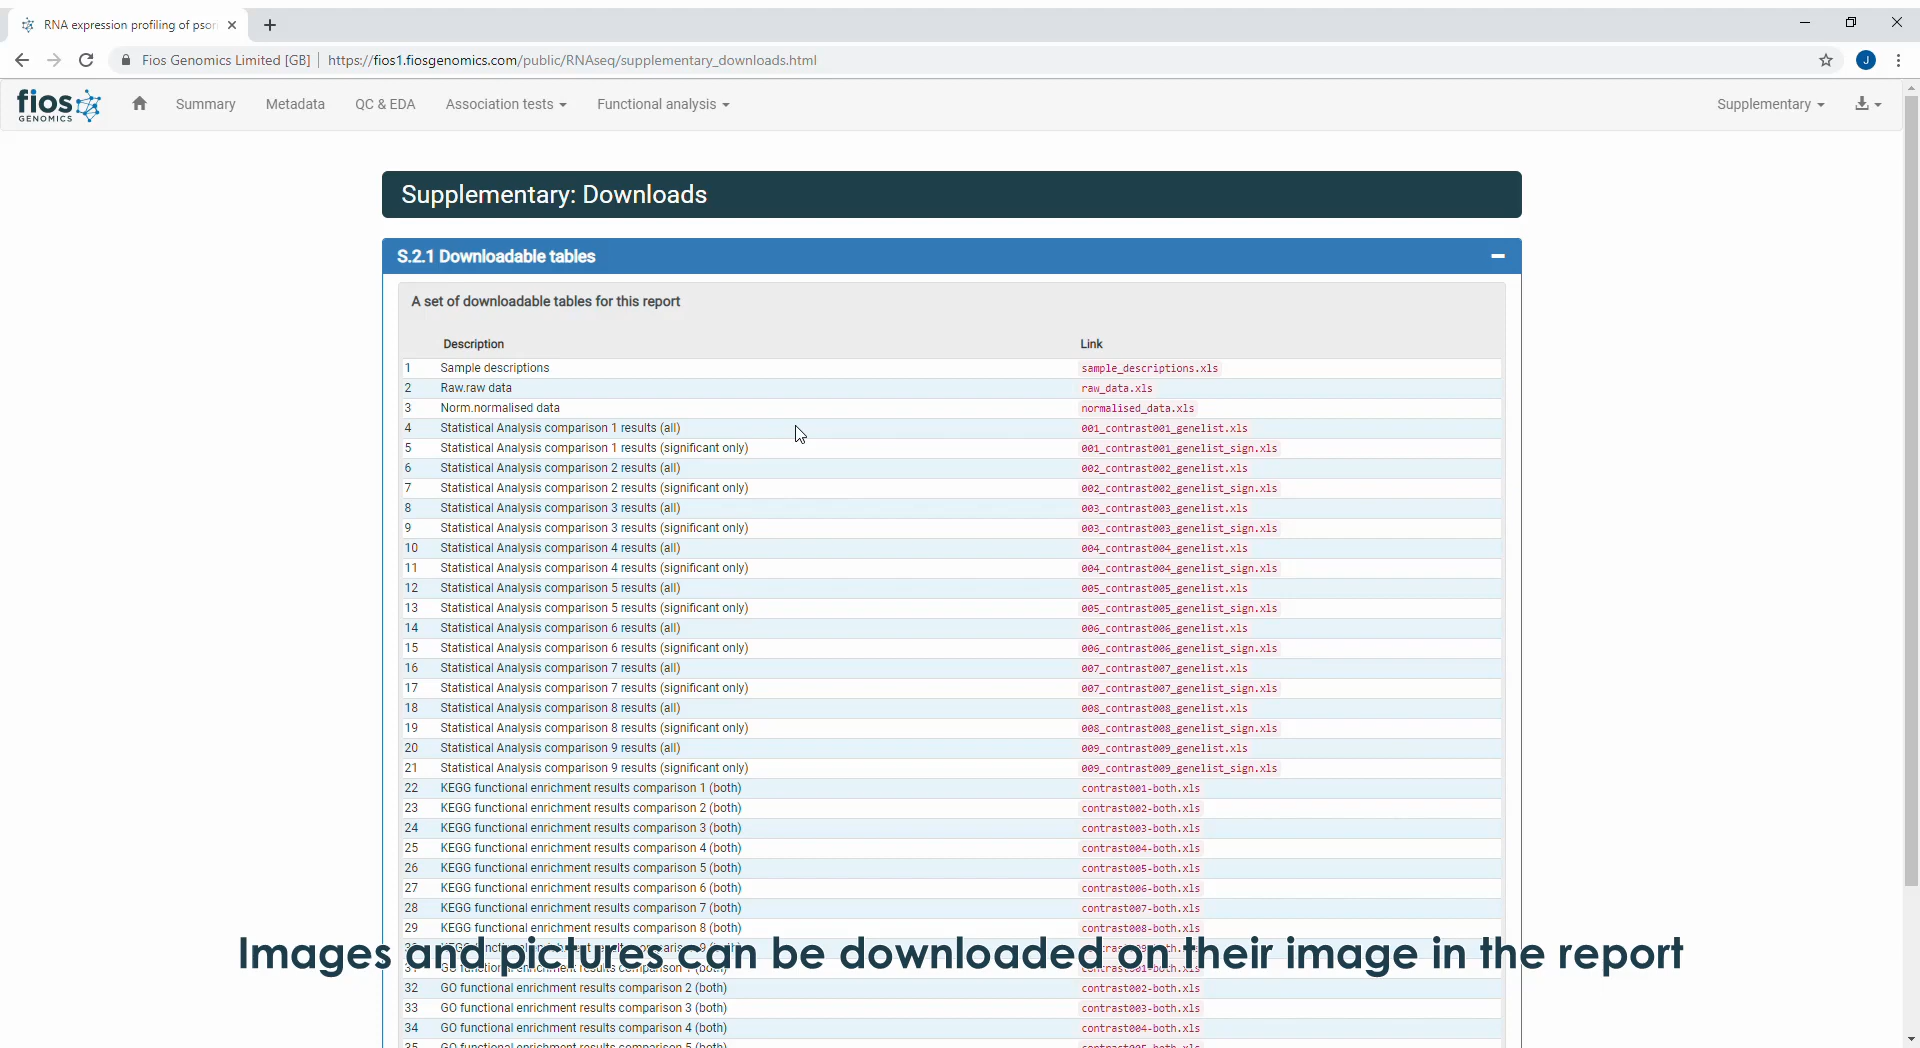 RNA expression profiling of psor
Fios Genomics Limited [GB] https://fios1.fiosgenomics.com/public/RNAseq/supplementary_downloads.html
J
fios GENOMICS
Summary Metadata QC & EDA Association tests Functional analysis Supplementary
Supplementary: Downloads
S.2.1 Downloadable tables
A set of downloadable tables for this report
Description Link
1 Sample descriptions sample_descriptions.xls
2 Raw.raw data raw_data.xls
3 Norm.normalised data normalised_data.xls
4 Statistical Analysis comparison 1 results (all) 001_contrast001_genelist.xls
5 Statistical Analysis comparison 1 results (significant only) 001_contrast001_genelist_sign.xls
6 Statistical Analysis comparison 2 results (all) 002_contrast002_genelist.xls
7 Statistical Analysis comparison 2 results (significant only) 002_contrast002_genelist_sign.xls
8 Statistical Analysis comparison 3 results (all) 003_contrast003_genelist.xls
9 Statistical Analysis comparison 3 results (significant only) 003_contrast003_genelist_sign.xls
10 Statistical Analysis comparison 4 results (all) 004_contrast004_genelist.xls
11 Statistical Analysis comparison 4 results (significant only) 004_contrast004_genelist_sign.xls
12 Statistical Analysis comparison 5 results (all) 005_contrast005_genelist.xls
13 Statistical Analysis comparison 5 results (significant only) 005_contrast005_genelist_sign.xls
14 Statistical Analysis comparison 6 results (all) 006_contrast006_genelist.xls
15 Statistical Analysis comparison 6 results (significant only) 006_contrast006_genelist_sign.xls
16 Statistical Analysis comparison 7 results (all) 007_contrast007_genelist.xls
17 Statistical Analysis comparison 7 results (significant only) 007_contrast007_genelist_sign.xls
18 Statistical Analysis comparison 8 results (all) 008_contrast008_genelist.xls
19 Statistical Analysis comparison 8 results (significant only) 008_contrast008_genelist_sign.xls
20 Statistical Analysis comparison 9 results (all) 009_contrast009_genelist.xls
21 Statistical Analysis comparison 9 results (significant only) 009_contrast009_genelist_sign.xls
22 KEGG functional enrichment results comparison 1 (both) contrast001-both.xls
23 KEGG functional enrichment results comparison 2 (both) contrast002-both.xls
24 KEGG functional enrichment results comparison 3 (both) contrast003-both.xls
25 KEGG functional enrichment results comparison 4 (both) contrast004-both.xls
26 KEGG functional enrichment results comparison 5 (both) contrast005-both.xls
27 KEGG functional enrichment results comparison 6 (both) contrast006-both.xls
28 KEGG functional enrichment results comparison 7 (both) contrast007-both.xls
29 KEGG functional enrichment results comparison 8 (both) contrast008-both.xls
Images and pictures can be downloaded on their image in the report
GO functional enrichment results comparison (both)
32 GO functional enrichment results comparison 2 (both) contrast002-both.xls
33 GO functional enrichment results comparison 3 (both) contrast003-both.xls
34 GO functional enrichment results comparison 4 (both) contrast004-both.xls
35 GO functional enrichment results comparison 5 (both) contrast005-both.xls